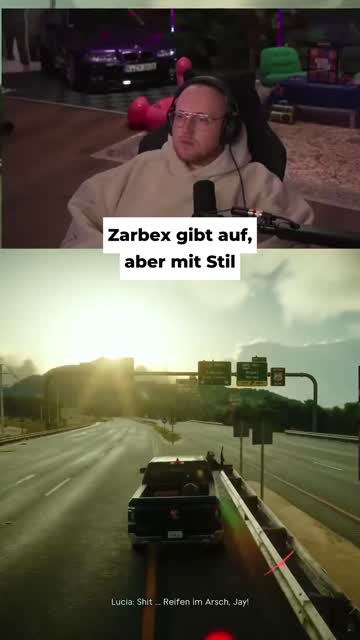 Zarbex gibt auf,
aber mit Stil
Lucia: Shit ... Reifen im Arsch, Jay!